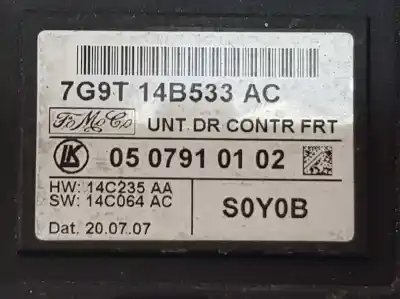 7G9T 14B533 AC
FoMoCo
UNT DR CONTR FRT
05 0791 01 02
HW: 14C235 AA
SW: 14C064 AC
S0Y0B
Dat. 20.07.07